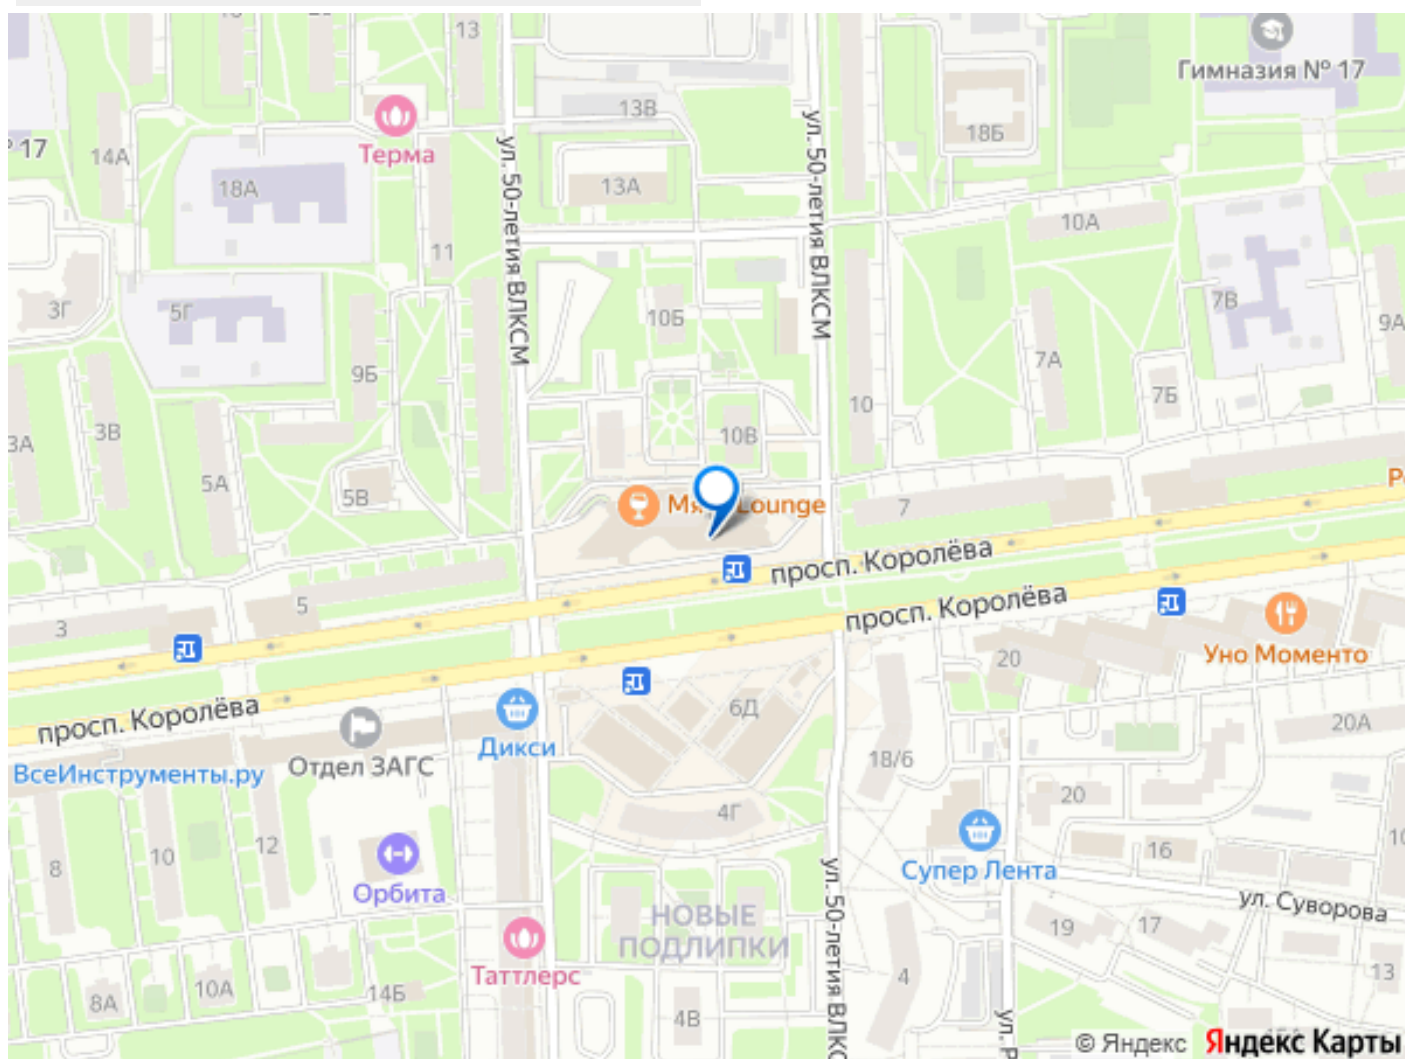 13
Гимназия № 17
13В
18Б
Терма
ул. 50-летия ВЛКСМ
ул. 50-летия ВЛКСМ
17
14А
18А
13А
10А
11
3Г
5Г
10Б
7В
9А
9Б
7А
7Б
10
3А
3В
10В
5А
5В
Lounge
7
просп. Королёва
просп. Королёва
5
3
20
Уно Моменто
просп. Королёва
6Д
20А
Дикси
Отдел ЗАГС
ВсеИнструменты.ру
18/6
20
4Г
8
10
12
Орбита
Супер Лента
16
ул. 50-летия ВЛКС
ул. Суворова
НОВЫЕ
ПОДЛИПКИ
19
17
Таттлерс
4
13
8А
10А
14Б
4В
© Яндекс
Яндекс Карты